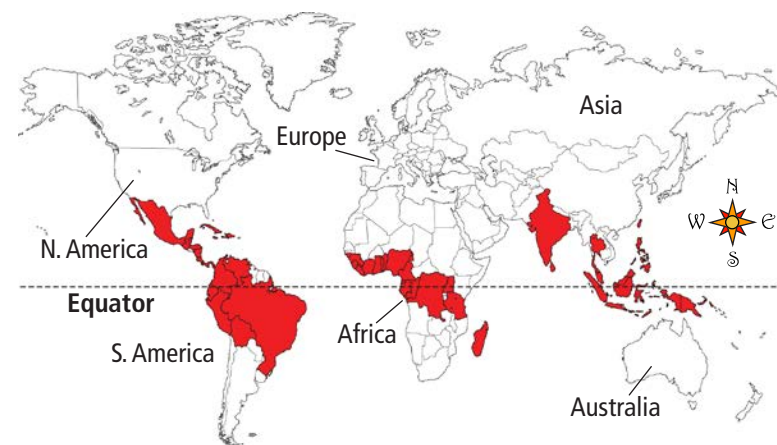 Asia
Europe
N
W E
S
N. America
Equator
Africa
S. America
Australia